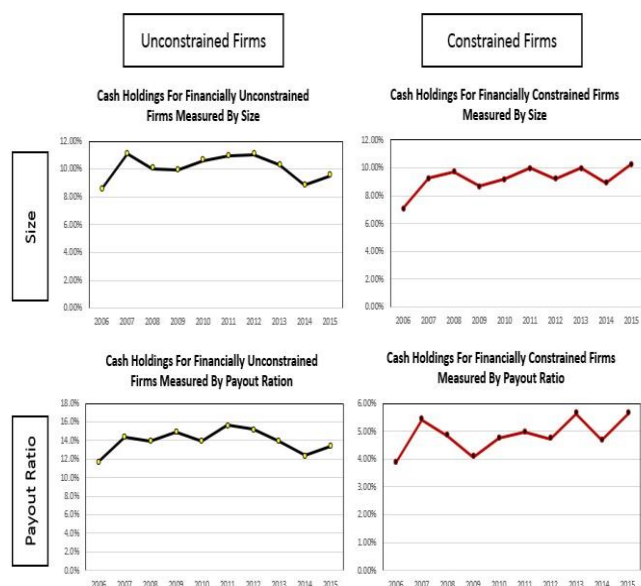 Unconstrained Firms
Constrained Firms
Size
Cash Holdings For Financially Unconstrained
Firms Measured By Size
12.00%
10.00%
8.00%
6.00%
4.00%
2.00%
0.00%
2006 2007 2008 2009 2010 2011 2012 2013 2014 2015
Cash Holdings For Financially Constrained Firms
Measured By Size
12.00%
10.00%
8.00%
6.00%
4.00%
2.00%
0.00%
2006 2007 2008 2009 2010 2011 2012 2013 2014 2015
Payout Ratio
Cash Holdings For Financially Unconstrained
Firms Measured By Payout Ration
18.0%
16.0%
14.0%
12.0%
10.0%
8.0%
6.0%
4.0%
2.0%
0.0%
2006 2007 2008 2009 2010 2011 2012 2013 2014 2015
Cash Holdings For Financially Constrained Firms
Measured By Payout Ratio
6.00%
5.00%
4.00%
3.00%
2.00%
1.00%
0.00%
2006 2007 2008 2009 2010 2011 2012 2013 2014 2015